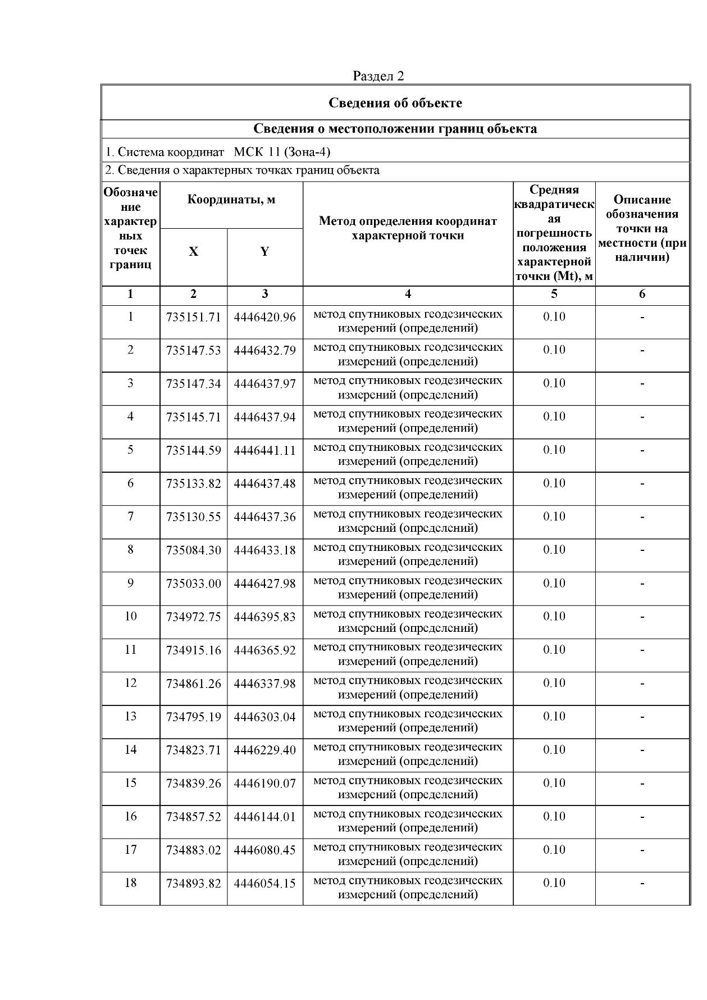 Раздел 2
Сведения об объекте
Сведения о местоположении границ объекта
1. Система координат МСК 11 (Зона-4)
2. Сведения о характерных точках границ объекта
Обозначе
ние
характер
ных
точек
границ
Координаты, м
X
Y
Метод определения координат
характерной точки
Средняя
квадратическ
ая
погрешность
положения
характерной
точки (Mt), м
Описание
обозначения
точки на
местности (при
наличии)
1 2 3 4 5 6
1 735151.71 4446420.96 метод спутниковых геодезических 0.10 -
измерений (определений)
2 735147.53 4446432.79 метод спутниковых геодезических 0.10 -
измерений (определений)
3 735147.34 4446437.97 метод спутниковых геодезических 0.10 -
измерений (определений)
4 735145.71 4446437.94 метод спутниковых геодезических 0.10 -
измерений (определений)
5 735144.59 4446441.11 метод спутниковых геодезических 0.10 -
измерений (определений)
6 735133.82 4446437.48 метод спутниковых геодезических 0.10 -
измерений (определений)
7 735130.55 4446437.36 метод спутниковых геодезических 0.10 -
измерений (определений)
8 735084.30 4446433.18 метод спутниковых геодезических 0.10 -
измерений (определений)
9 735033.00 4446427.98 метод спутниковых геодезических 0.10 -
измерений (определений)
10 734972.75 4446395.83 метод спутниковых геодезических 0.10 -
измерений (определений)
11 734915.16 4446365.92 метод спутниковых геодезических 0.10 -
измерений (определений)
12 734861.26 4446337.98 метод спутниковых геодезических 0.10 -
измерений (определений)
13 734795.19 4446303.04 метод спутниковых геодезических 0.10 -
измерений (определений)
14 734823.71 4446229.40 метод спутниковых геодезических 0.10 -
измерений (определений)
15 734839.26 4446190.07 метод спутниковых геодезических 0.10 -
измерений (определений)
16 734857.52 4446144.01 метод спутниковых геодезических 0.10 -
измерений (определений)
17 734883.02 4446080.45 метод спутниковых геодезических 0.10 -
измерений (определений)
18 734893.82 4446054.15 метод спутниковых геодезических 0.10 -
измерений (определений)